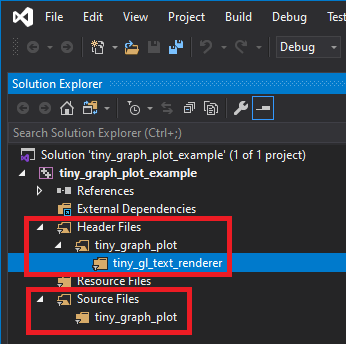 File Edit View Project Debug Test
Debug
Solution Explorer
Search Solution Explorer (Ctrl+;)
Solution 'tiny_graph_plot_example' (1 of 1 project)
tiny_graph_plot_example
References
External Dependencies
Header Files
tiny_graph_plot
tiny_gl_text_renderer
Resource Files
Source Files
tiny_graph_plot